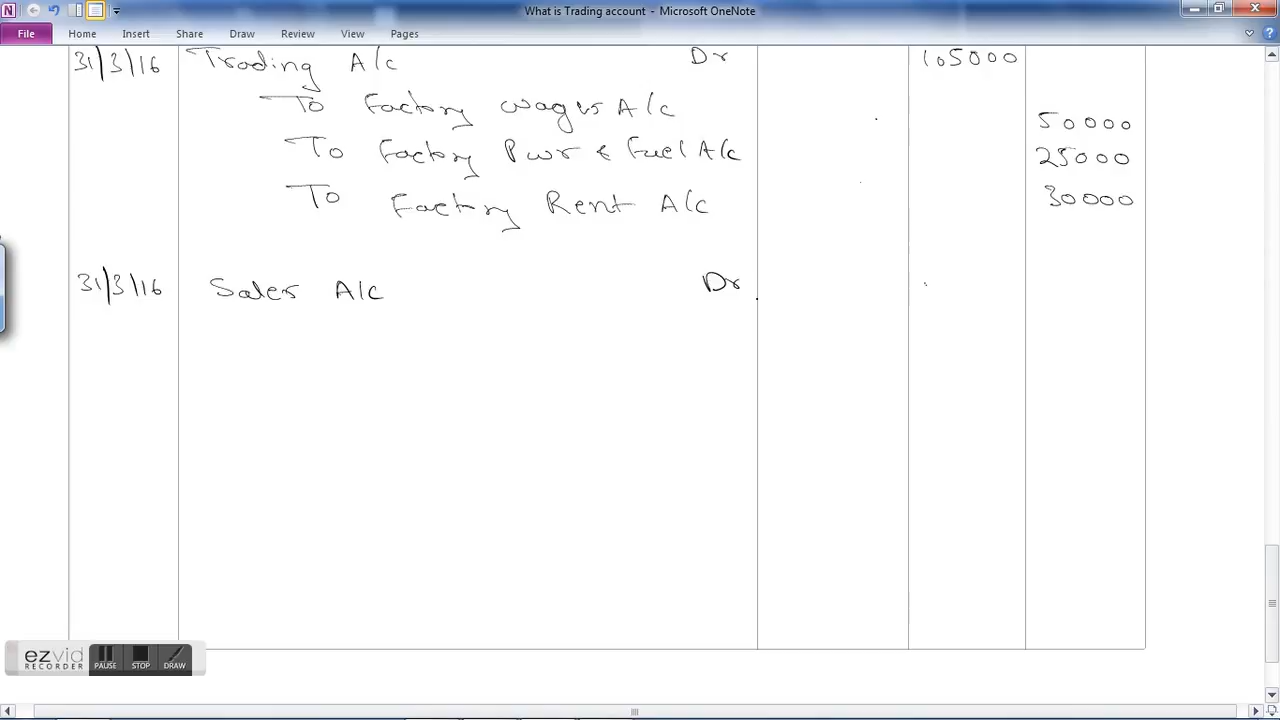 What is Trading account - Microsoft OneNote
File Home Insert Share Draw Review View Pages
31/3/16 Trading A/c Dr 105000
To Factory wages A/c 50000
To Factory Pwr & Fuel A/c 25000
To Factory Rent A/c 30000
31/3/16 Sales A/c Dr
ezvid
RECORDER
PAUSE STOP DRAW